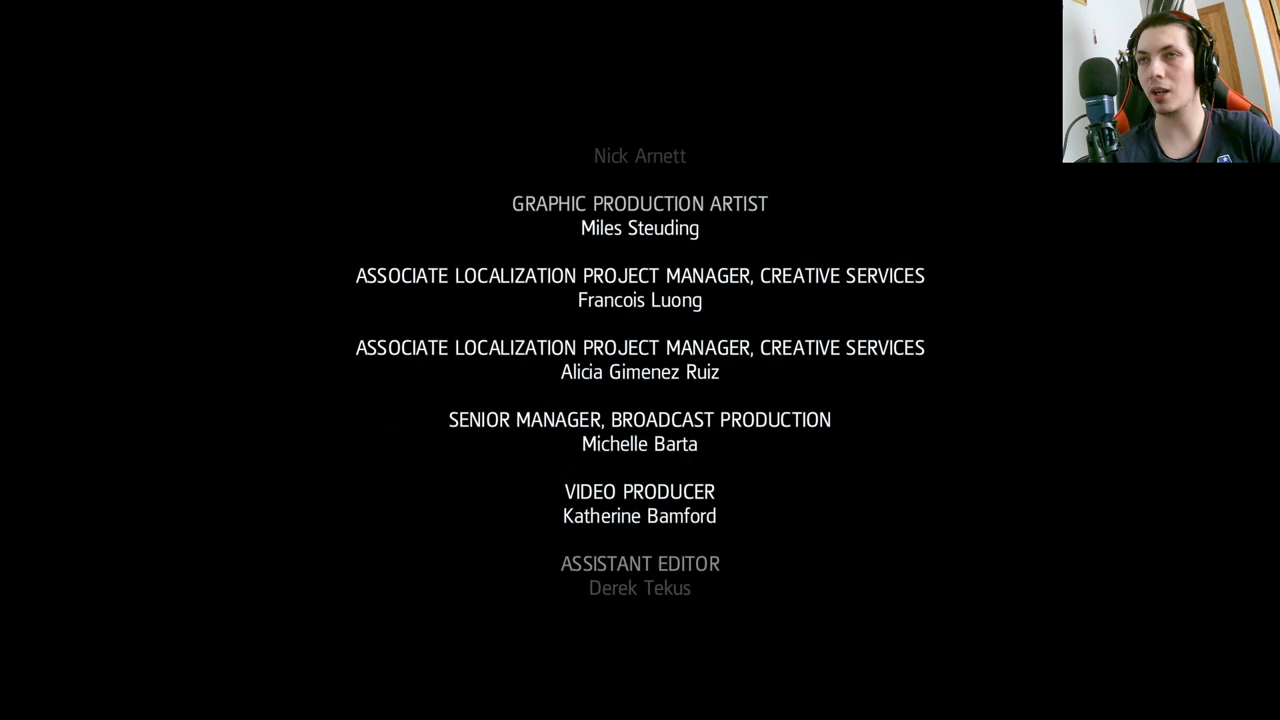 Nick Arnett
GRAPHIC PRODUCTION ARTIST
Miles Steuding
ASSOCIATE LOCALIZATION PROJECT MANAGER, CREATIVE SERVICES
Francois Luong
ASSOCIATE LOCALIZATION PROJECT MANAGER, CREATIVE SERVICES
Alicia Gimenez Ruiz
SENIOR MANAGER, BROADCAST PRODUCTION
Michelle Barta
VIDEO PRODUCER
Katherine Bamford
ASSISTANT EDITOR
Derek Tekus